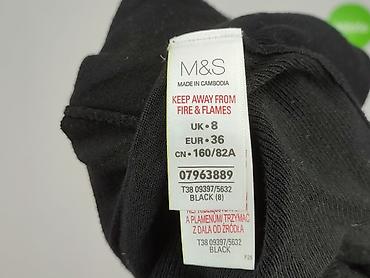 M&S
MADE IN CAMBODIA
KEEP AWAY FROM
FIRE & FLAMES
UK • 8
EUR • 36
CN • 160/82A
07963889
T38 09397/5632
BLACK (8)
A PŁAMENÜM, TRZYMAĆ
Z DALA OD ŹRÓDŁA
T38 09397/5632
BLACK